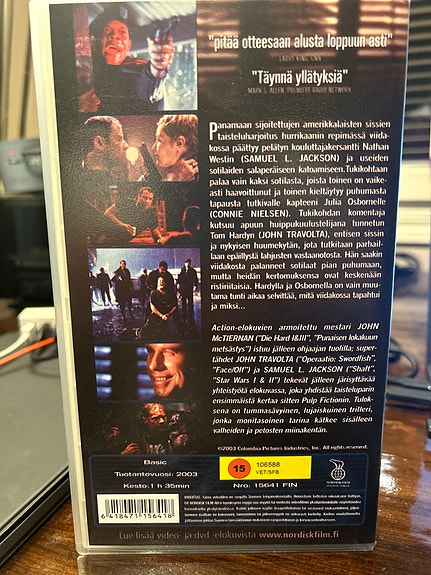 "pitää otteesaan alusta loppuun asti"
LARRY KING, CNN
"Täynnä yllätyksiä"
MARK S. ALLEN, PREMIERE RADIO NETWORK
Panamaan sijoitettujen amerikkalaisten sissien
taisteluharjoitus hurrikaanin repimässä viida-
kossa päättyy pelätyn kouluttajakersantti Nathan
Westin (SAMUEL L. JACKSON) ja useiden
sotilaiden salaperäiseen katoamiseen. Tukikohtaan
palaa vain kaksi sotilasta, joista toinen on vaike-
asti haavoittunut ja toinen kieltäytyy puhumasta
tapausta tutkivalle kapteeni Julia Osbornelle
(CONNIE NIELSEN). Tukikohdan komentaja
kutsuu apuun huippukuulustelijana tunnetun
Tom Hardyn (JOHN TRAVOLTA), entisen sissin
ja nykyisen huumekytän, jota tutkitaan parhail-
laan epäillystä lahjusten vastaanotosta. Hän saakin
viidakosta palanneet sotilaat pian puhumaan,
mutta heidän kertomuksensa ovat keskenään
ristiriitaisia. Hardylla ja Osbornella on vain muu-
tama tunti aikaa selvittää, mitä viidakossa tapahtui
ja miksi...
Action-elokuvien armoitettu mestari JOHN
McTIERNAN ("Die Hard I&III", "Punaisen lokakuun
metsästys") istuu jälleen ohjaajan tuolilla; super-
tähdet JOHN TRAVOLTA ("Operaatio: Swordfish",
"Face/Off") ja SAMUEL L. JACKSON ("Shaft",
"Star Wars I & II") tekevät jälleen järisyttävää
yhteistyötä elokuvassa, joka yhdistää taisteluparin
ensimmäistä kertaa sitten Pulp Fictionin. Tulok-
sena on tummasävyinen, lujaiskuinen trilleri,
jonka monitasoinen tarina kätkee sisälleen
valheiden ja petosten miinakentän.
©2003 Columbia Pictures Industries, Inc. All rights reserved.
Basic
Tuotantovuosi: 2003
Kesto: 1 h 35min
15
106588
VET/SFB
Nro: 15641 FIN
NORDISK FILM
6 418471 156418
Lue lisää video- ja dvd -elokuvista www.nordiskfilm.fi